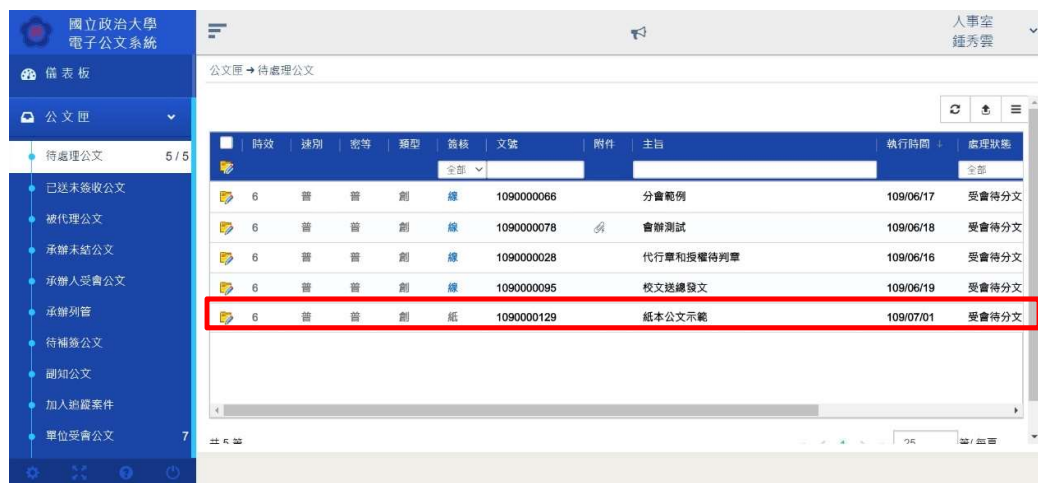 國立政治大學
電子公文系統
人事室
鍾秀雲
儀表板
公文匣
待處理公文 5 / 5
已送未簽收公文
被代理公文
承辦未結公文
承辦人受會公文
承辦列管
待補簽公文
副知公文
加入追蹤案件
單位受會公文 7
公文匣 ➔ 待處理公文
時效 速別 密等 類型 簽核 文號 附件 主旨 執行時間 ↓ 處理狀態
全部 全部
6 普 普 創 線 1090000066 分會範例 109/06/17 受會待分文
6 普 普 創 線 1090000078 會辦測試 109/06/18 受會待分文
6 普 普 創 線 1090000028 代行章和授權待判章 109/06/16 受會待分文
6 普 普 創 線 1090000095 校文送總發文 109/06/19 受會待分文
6 普 普 創 紙 1090000129 紙本公文示範 109/07/01 受會待分文
共 5 筆 25 筆/每頁